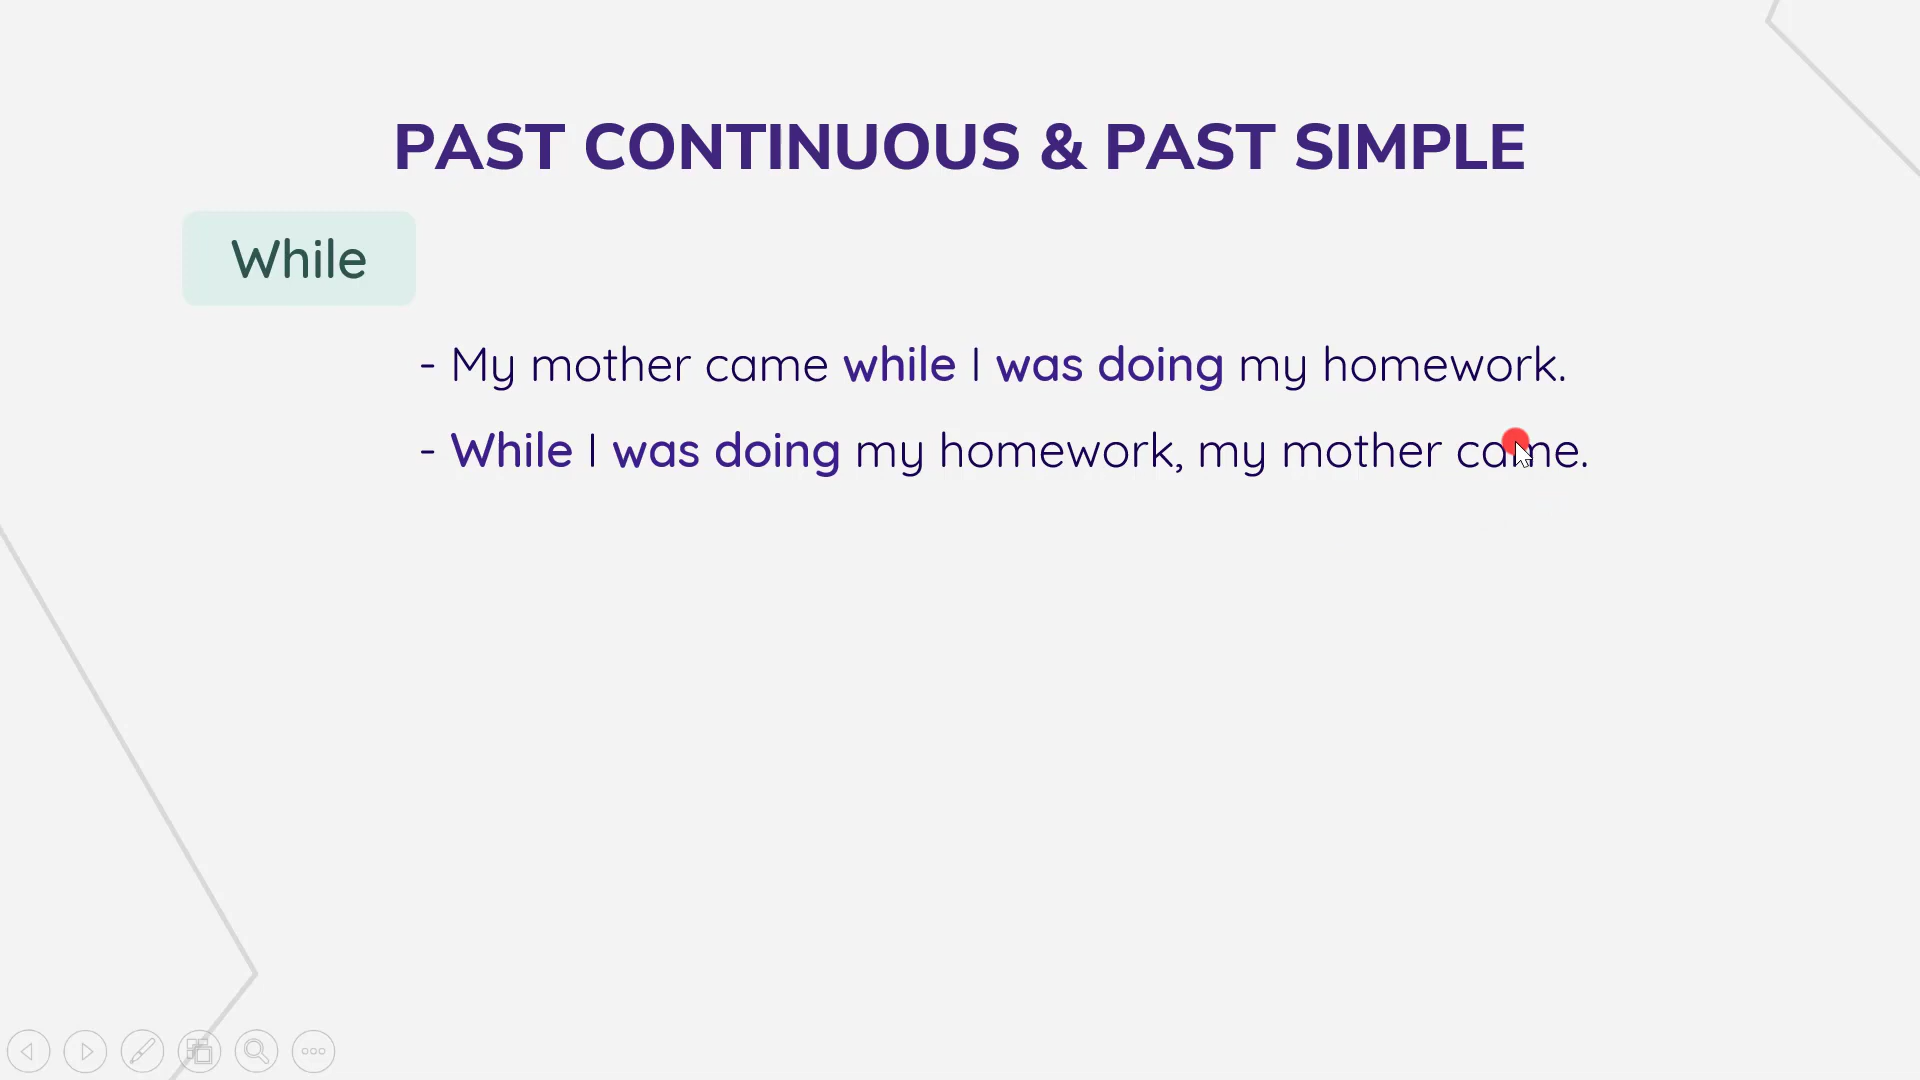 PAST CONTINUOUS & PAST SIMPLE
While
- My mother came while I was doing my homework.
- While I was doing my homework, my mother came.